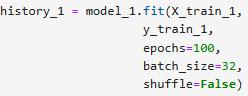 history_1 = model_1.fit(X_train_1,
y_train_1,
epochs=100,
batch_size=32,
shuffle=False)